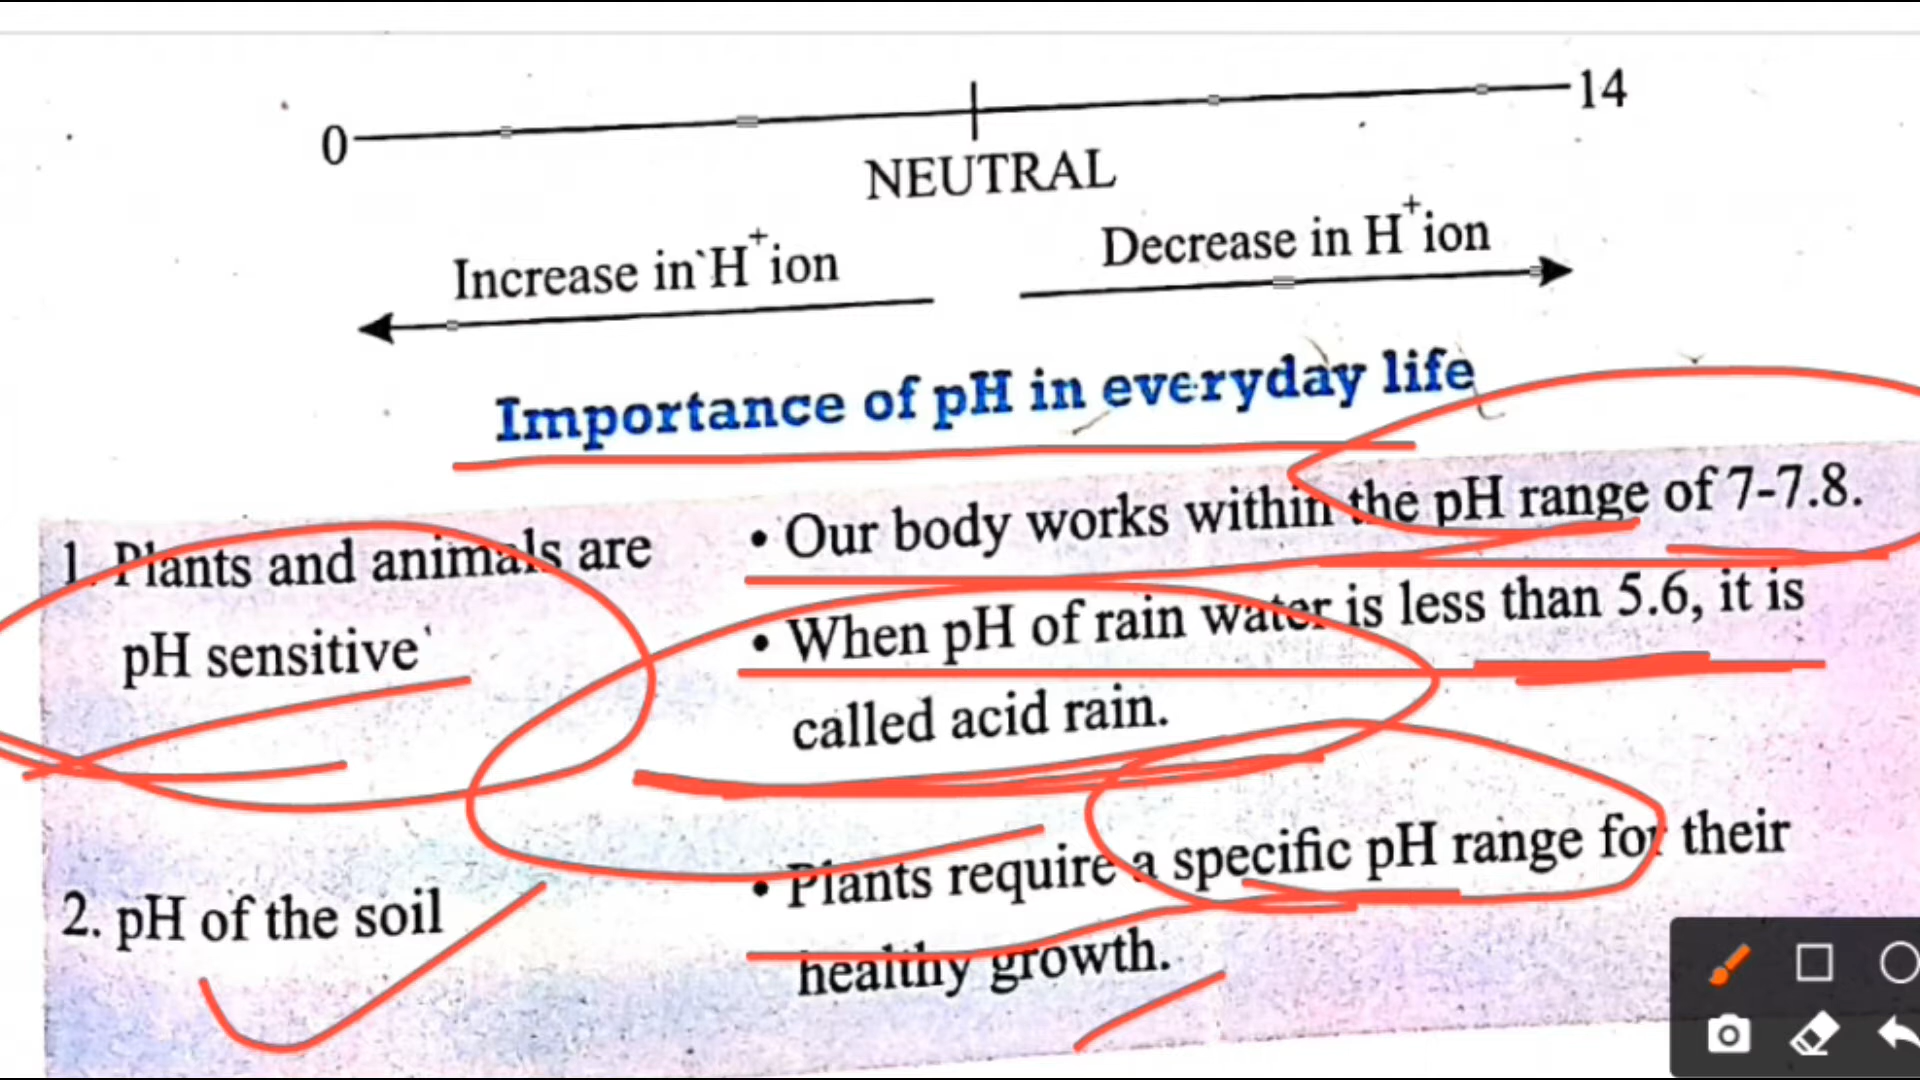 0 14
NEUTRAL
Increase in H⁺ ion Decrease in H⁺ ion
Importance of pH in everyday life
1. Plants and animals are • Our body works within the pH range of 7-7.8.
pH sensitive • When pH of rain water is less than 5.6, it is
called acid rain.
2. pH of the soil • Plants require a specific pH range for their
healthy growth.